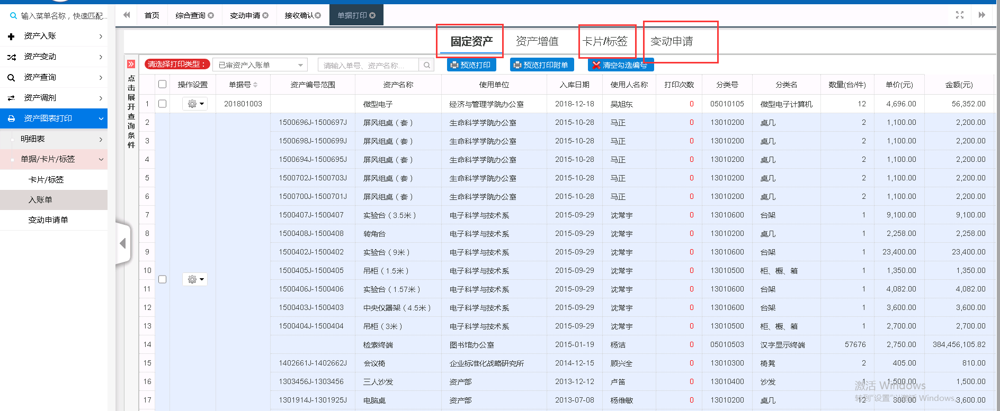 输入菜单名称，快速匹配...
首页 综合查询 变动申请 接收确认 单据打印
资产入账
资产变动
资产查询
资产调剂
资产图表打印
明细表
单据/卡片/标签
卡片/标签
入账单
变动申请单
固定资产 资产增值 卡片/标签 变动申请
点击展开查询条件
请选择打印类型： 已审资产入账单 请输入单号、资产名称... 预览打印 预览打印附单 清空勾选编号
操作设置 单据号 资产编号范围 资产名称 使用单位 入库日期 使用人名称 打印次数 分类号 分类名 数量(台/件) 单价(元) 金额(元)
1 201801003 微型电子 经济与管理学院办公室 2018-12-18 吴旭东 0 05010105 微型电子计算机 12 4,696.00 56,352.00
2 1500696J-1500697J 屏风组桌（套） 生命科学学院办公室 2015-10-28 马正 0 13010200 桌几 2 1,100.00 2,200.00
3 1500698J-1500699J 屏风组桌（套） 生命科学学院办公室 2015-10-28 马正 0 13010200 桌几 2 1,100.00 2,200.00
4 1500694J-1500695J 屏风组桌（套） 生命科学学院办公室 2015-10-28 马正 0 13010200 桌几 2 1,100.00 2,200.00
5 1500702J-1500703J 屏风组桌（套） 生命科学学院办公室 2015-10-28 马正 0 13010200 桌几 2 1,100.00 2,200.00
6 1500700J-1500701J 屏风组桌（套） 生命科学学院办公室 2015-10-28 马正 0 13010200 桌几 2 1,100.00 2,200.00
7 1500407J-1500407 实验台（3.5米） 电子科学与技术系 2015-09-29 沈常宇 0 13010600 台架 1 9,100.00 9,100.00
8 1500408J-1500408 转角台 电子科学与技术系 2015-09-29 沈常宇 0 13010200 桌几 1 2,258.00 2,258.00
9 1500402J-1500402 实验台（9米） 电子科学与技术系 2015-09-29 沈常宇 0 13010600 台架 1 23,400.00 23,400.00
10 1500405J-1500405 吊柜（1.5米） 电子科学与技术系 2015-09-29 沈常宇 0 13010500 柜、橱、箱 1 1,350.00 1,350.00
11 1500406J-1500406 实验台（1.57米） 电子科学与技术系 2015-09-29 沈常宇 0 13010600 台架 1 4,082.00 4,082.00
12 1500403J-1500403 中央仪器架（4.5米） 电子科学与技术系 2015-09-29 沈常宇 0 13010600 台架 1 3,600.00 3,600.00
13 1500404J-1500404 吊柜（3米） 电子科学与技术系 2015-09-29 沈常宇 0 13010500 柜、橱、箱 1 2,700.00 2,700.00
14 检索终端 图书馆办公室 2015-01-19 杨洁 0 05010503 汉字显示终端 57676 2,750.00 384,456,105.82
15 1402661J-1402662J 会议椅 企业标准化战略研究所 2014-12-15 顾兴全 0 13010300 椅凳 2 405.00 810.00
16 1303456J-1303456 三人沙发 资产部 2013-12-12 卢笛 0 13010400 沙发 1 1,500.00 1,500.00
17 1301914J-1301925J 电脑桌 资产部 2013-07-08 杨维敏 0 13010200 桌几 12 300.00 3,600.00
激活 Windows
转到"设置"以激活 Windows。